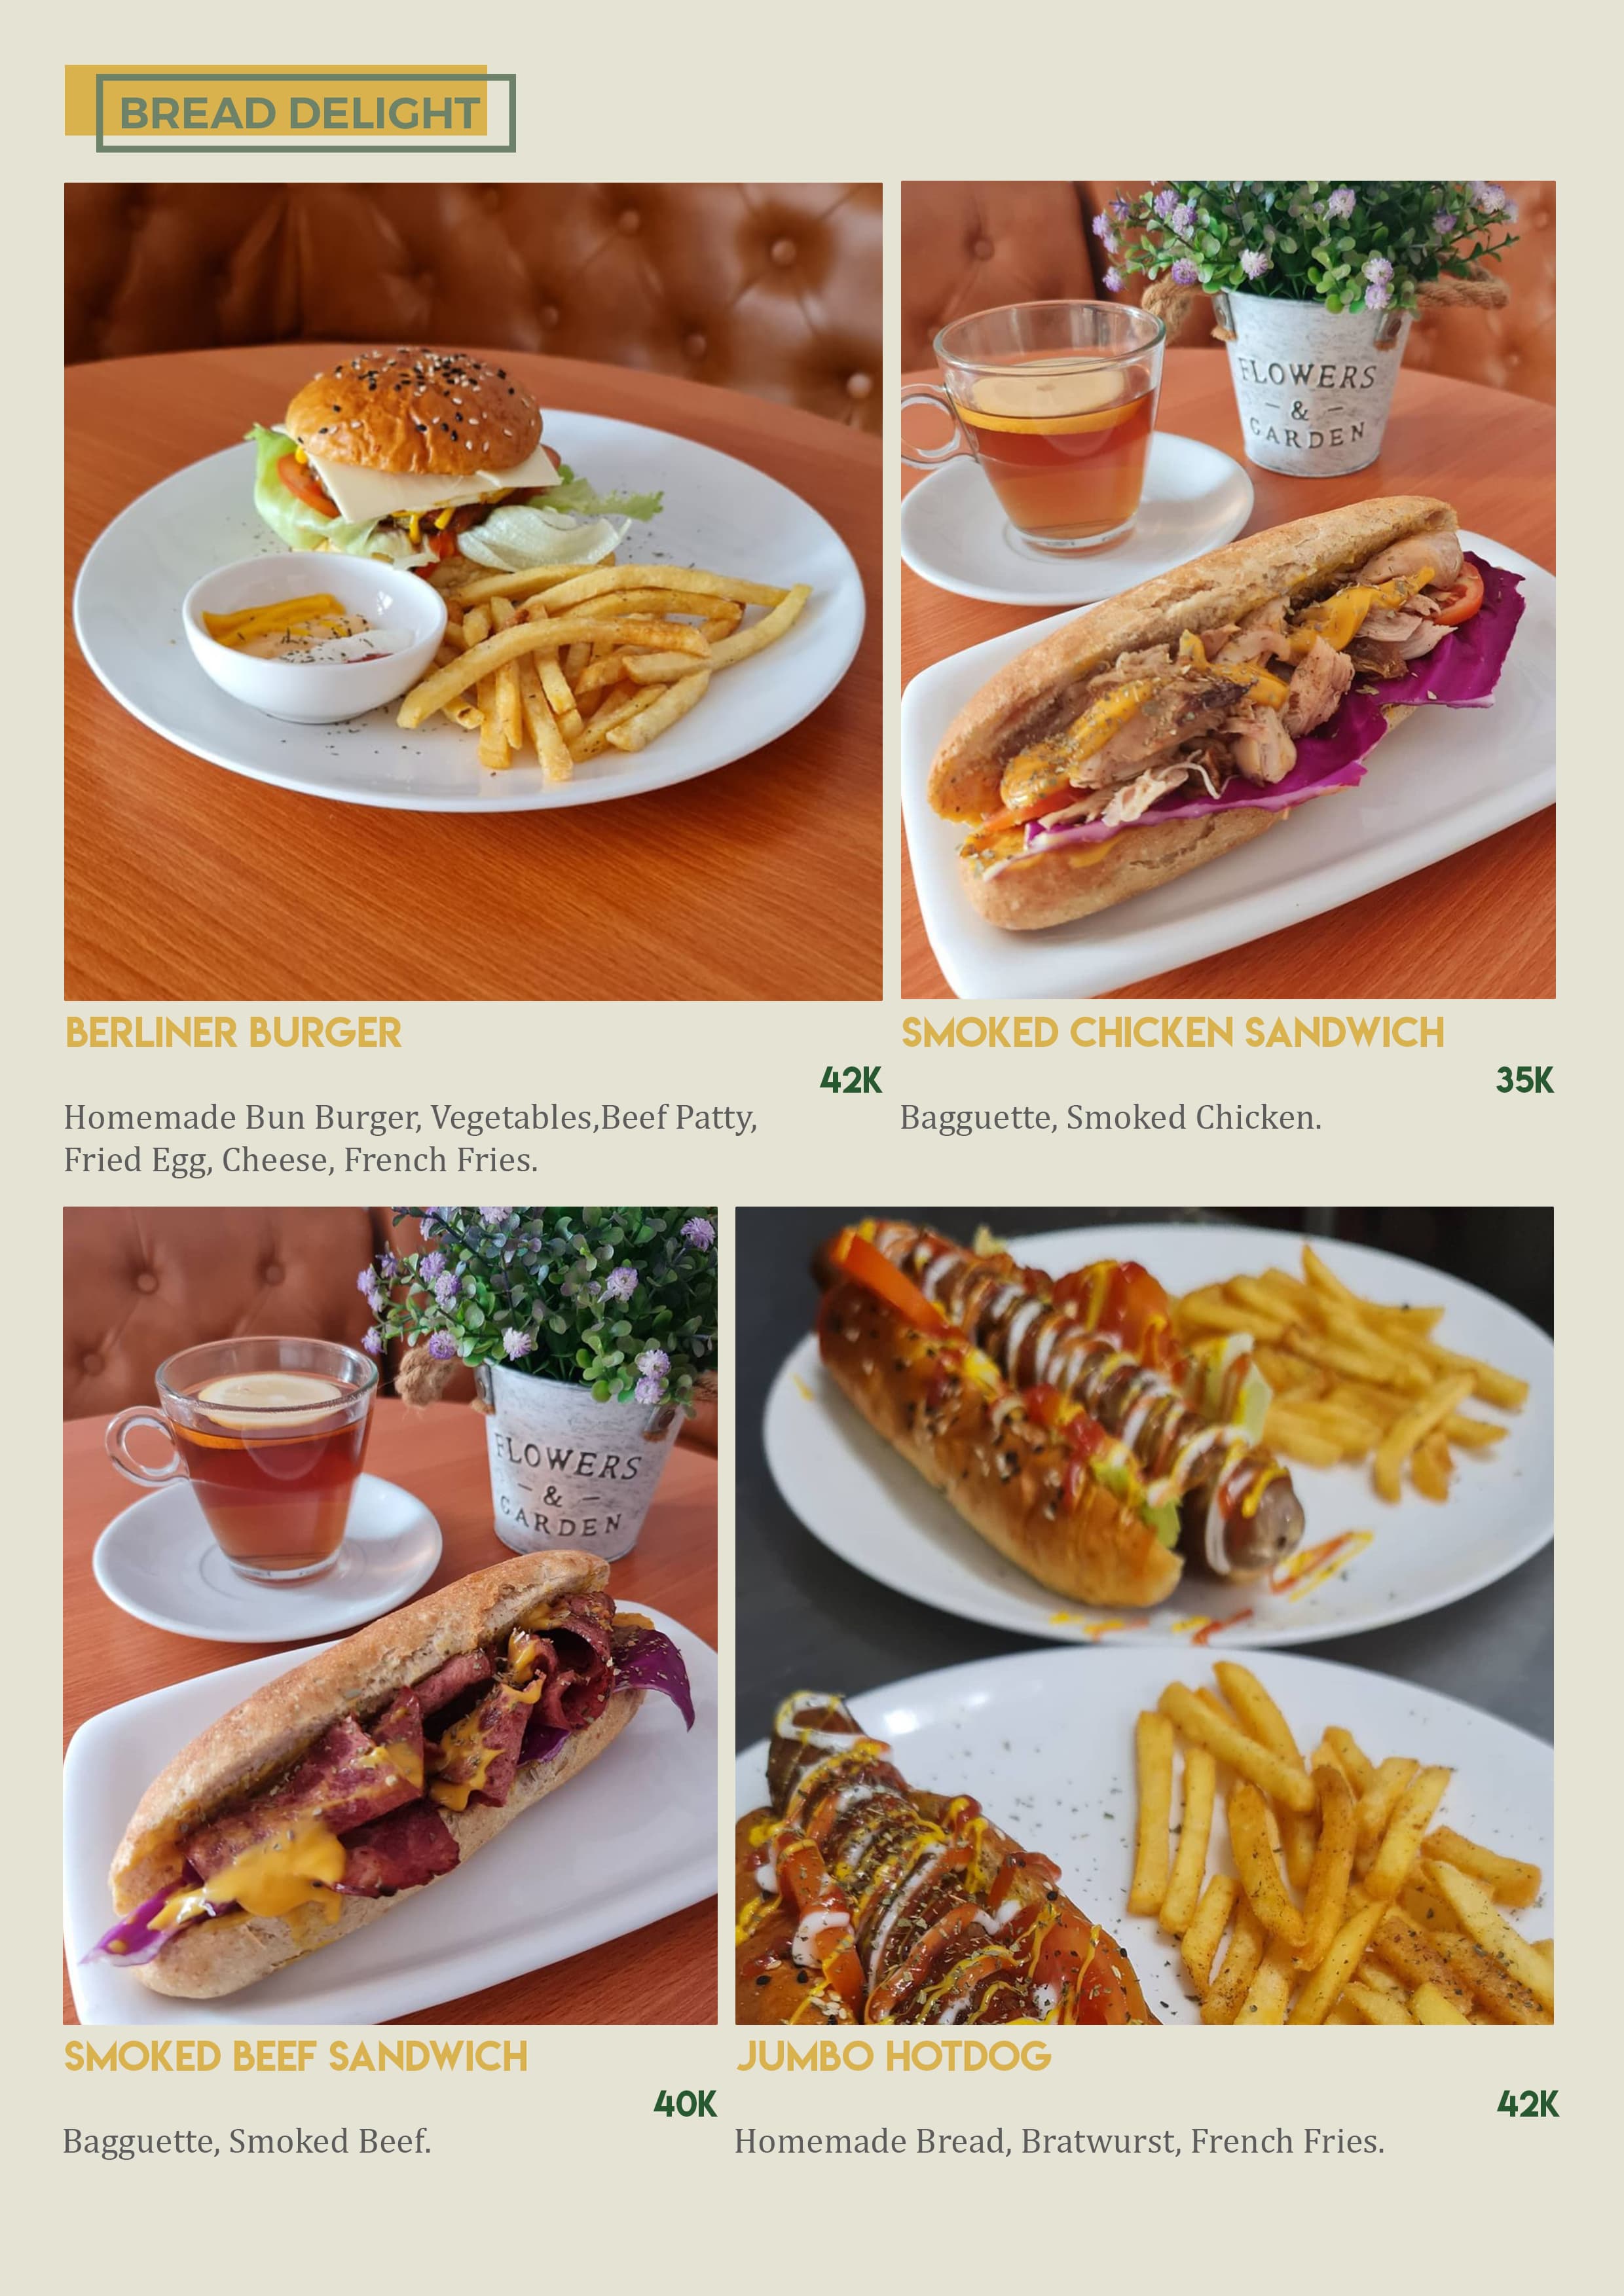 BREAD DELIGHT
FLOWERS
- & -
GARDEN
BERLINER BURGER
42K
Homemade Bun Burger, Vegetables,Beef Patty,
Fried Egg, Cheese, French Fries.
SMOKED CHICKEN SANDWICH
35K
Bagguette, Smoked Chicken.
FLOWERS
- & -
GARDEN
SMOKED BEEF SANDWICH
40K
Bagguette, Smoked Beef.
JUMBO HOTDOG
42K
Homemade Bread, Bratwurst, French Fries.